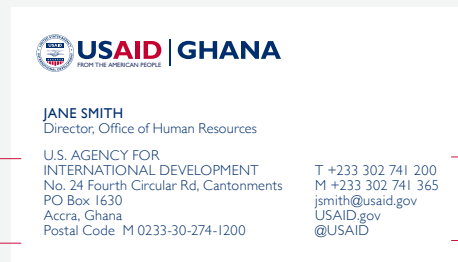 USAID
USAID | GHANA
FROM THE AMERICAN PEOPLE
JANE SMITH
Director, Office of Human Resources
U.S. AGENCY FOR
INTERNATIONAL DEVELOPMENT
No. 24 Fourth Circular Rd, Cantonments
PO Box 1630
Accra, Ghana
Postal Code M 0233-30-274-1200
T +233 302 741 200
M +233 302 741 365
jsmith@usaid.gov
USAID.gov
@USAID